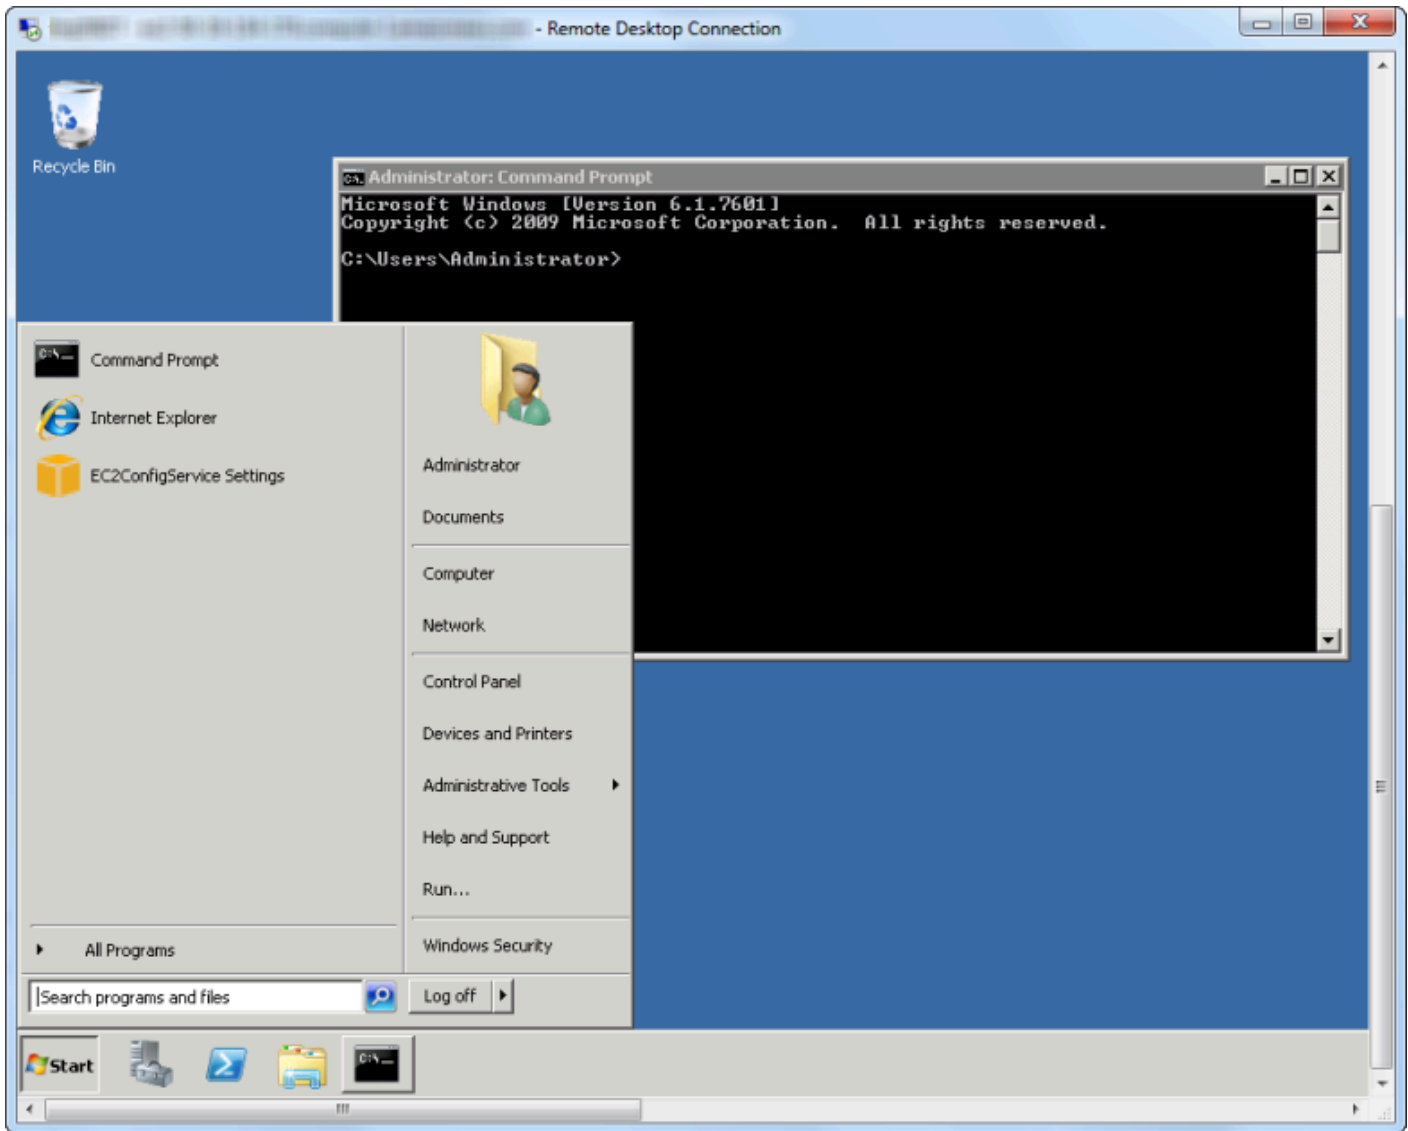 - Remote Desktop Connection
Recycle Bin
Administrator: Command Prompt
Microsoft Windows [Version 6.1.7601]
Copyright (c) 2009 Microsoft Corporation.  All rights reserved.
C:\Users\Administrator>
Command Prompt
Internet Explorer
EC2ConfigService Settings
Administrator
Documents
Computer
Network
Control Panel
Devices and Printers
Administrative Tools
Help and Support
Run...
Windows Security
All Programs
Search programs and files
Log off
Start